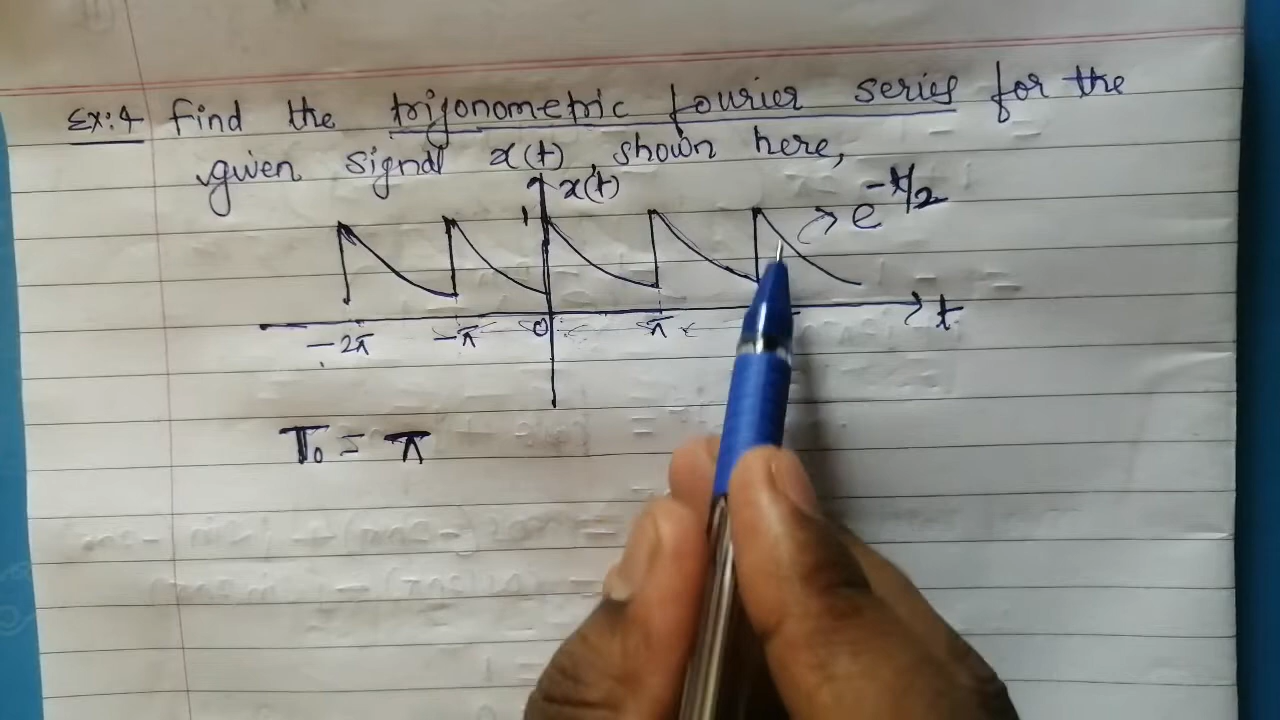 Ex:4 Find the trigonometric fourier series for the
given signal x(t), shown here,
x(t)
1
e^{-t/2}
t
-2π -π 0 π
T₀ = π